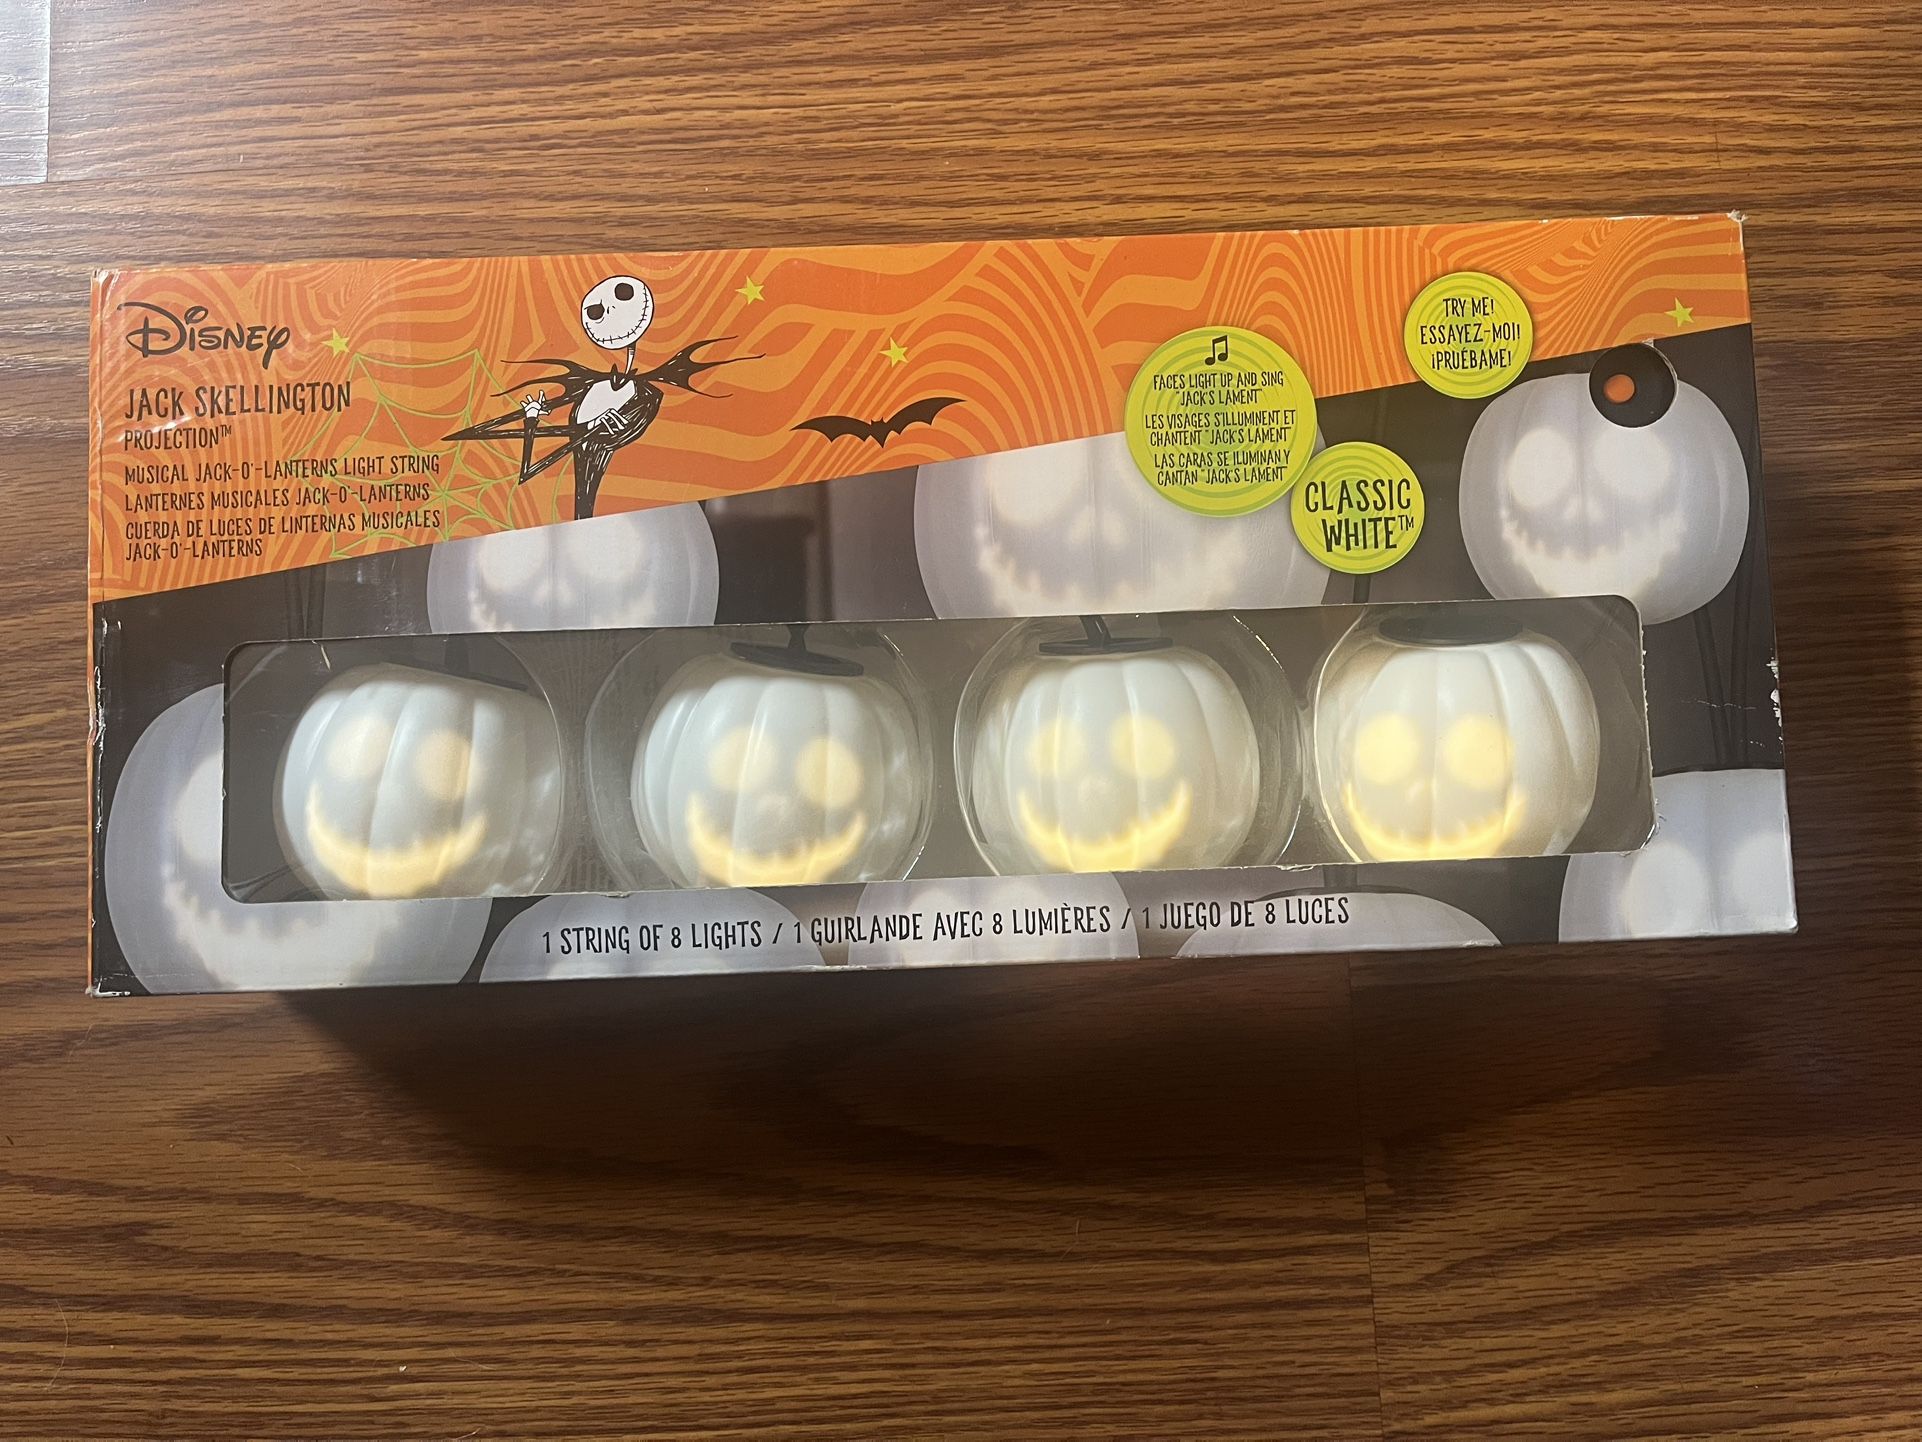 DISNEY
JACK SKELLINGTON
PROJECTION™
MUSICAL JACK-O'-LANTERNS LIGHT STRING
LANTERNES MUSICALES JACK-O'-LANTERNS
CUERDA DE LUCES DE LINTERNAS MUSICALES
JACK-O'-LANTERNS
FACES LIGHT UP AND SING
"JACK'S LAMENT"
LES VISAGES S'ILLUMINENT ET
CHANTENT "JACK'S LAMENT"
LAS CARAS SE ILUMINAN Y
CANTAN "JACK'S LAMENT"
TRY ME!
ESSAYEZ-MOI!
¡PRUÉBAME!
CLASSIC
WHITE™
1 STRING OF 8 LIGHTS / 1 GUIRLANDE AVEC 8 LUMIÈRES / 1 JUEGO DE 8 LUCES